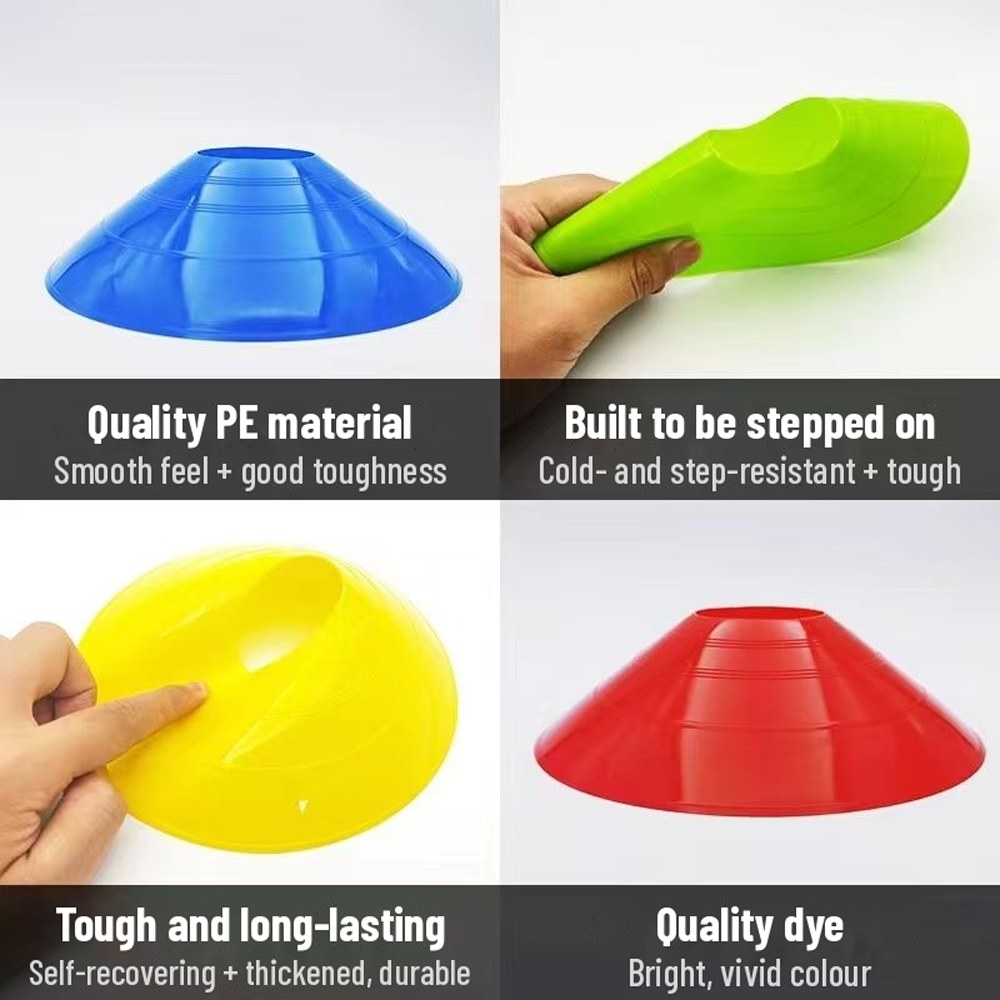 Quality PE material
Smooth feel + good toughness
Built to be stepped on
Cold- and step-resistant + tough
Tough and long-lasting
Self-recovering + thickened, durable
Quality dye
Bright, vivid colour